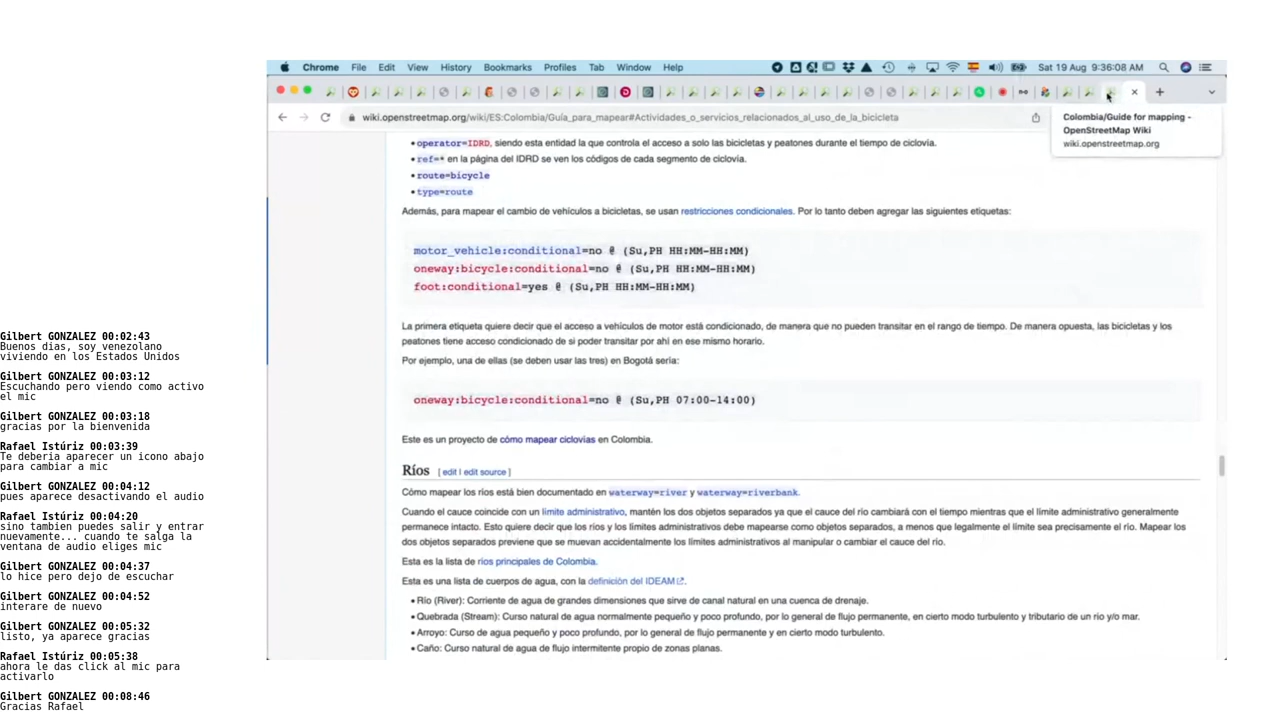 Chrome File Edit View History Bookmarks Profiles Tab Window Help Sat 19 Aug 9:36:08 AM
wiki.openstreetmap.org/wiki/ES:Colombia/Guía_para_mapear#Actividades_o_servicios_relacionados_al_uso_de_la_bicicleta
Colombia/Guide for mapping -
OpenStreetMap Wiki
wiki.openstreetmap.org
• operator=IDRD, siendo esta entidad la que controla el acceso a solo las bicicletas y peatones durante el tiempo de ciclovía.
• ref=* en la página del IDRD se ven los códigos de cada segmento de ciclovía.
• route=bicycle
• type=route
Además, para mapear el cambio de vehículos a bicicletas, se usan restricciones condicionales. Por lo tanto deben agregar las siguientes etiquetas:
motor_vehicle:conditional=no @ (Su,PH HH:MM-HH:MM)
oneway:bicycle:conditional=no @ (Su,PH HH:MM-HH:MM)
foot:conditional=yes @ (Su,PH HH:MM-HH:MM)
La primera etiqueta quiere decir que el acceso a vehículos de motor está condicionado, de manera que no pueden transitar en el rango de tiempo. De manera opuesta, las bicicletas y los
peatones tiene acceso condicionado de si poder transitar por ahí en ese mismo horario.
Por ejemplo, una de ellas (se deben usar las tres) en Bogotá sería:
oneway:bicycle:conditional=no @ (Su,PH 07:00-14:00)
Este es un proyecto de cómo mapear ciclovías en Colombia.
Ríos [ edit | edit source ]
Cómo mapear los ríos está bien documentado en waterway=river y waterway=riverbank.
Cuando el cauce coincide con un límite administrativo, mantén los dos objetos separados ya que el cauce del río cambiará con el tiempo mientras que el límite administrativo generalmente
permanece intacto. Esto quiere decir que los ríos y los límites administrativos debe mapearse como objetos separados, a menos que legalmente el límite sea precisamente el río. Mapear los
dos objetos separados previene que se muevan accidentalmente los límites administrativos al manipular o cambiar el cauce del río.
Esta es la lista de ríos principales de Colombia.
Esta es una lista de cuerpos de agua, con la definición del IDEAM.
• Río (River): Corriente de agua de grandes dimensiones que sirve de canal natural en una cuenca de drenaje.
• Quebrada (Stream): Curso natural de agua normalmente pequeño y poco profundo, por lo general de flujo permanente, en cierto modo turbulento y tributario de un río y/o mar.
• Arroyo: Curso de agua pequeño y poco profundo, por lo general de flujo permanente y en cierto modo turbulento.
• Caño: Curso natural de agua de flujo intermitente propio de zonas planas.
Gilbert GONZALEZ 00:02:43
Buenos dias, soy venezolano
viviendo en los Estados Unidos
Gilbert GONZALEZ 00:03:12
Escuchando pero viendo como activo
el mic
Gilbert GONZALEZ 00:03:18
gracias por la bienvenida
Rafael Istúriz 00:03:39
Te deberia aparecer un icono abajo
para cambiar a mic
Gilbert GONZALEZ 00:04:12
pues aparece desactivando el audio
Rafael Istúriz 00:04:20
sino tambien puedes salir y entrar
nuevamente... cuando te salga la
ventana de audio eliges mic
Gilbert GONZALEZ 00:04:37
lo hice pero dejo de escuchar
Gilbert GONZALEZ 00:04:52
interare de nuevo
Gilbert GONZALEZ 00:05:32
listo, ya aparece gracias
Rafael Istúriz 00:05:38
ahora le das click al mic para
activarlo
Gilbert GONZALEZ 00:08:46
Gracias Rafael